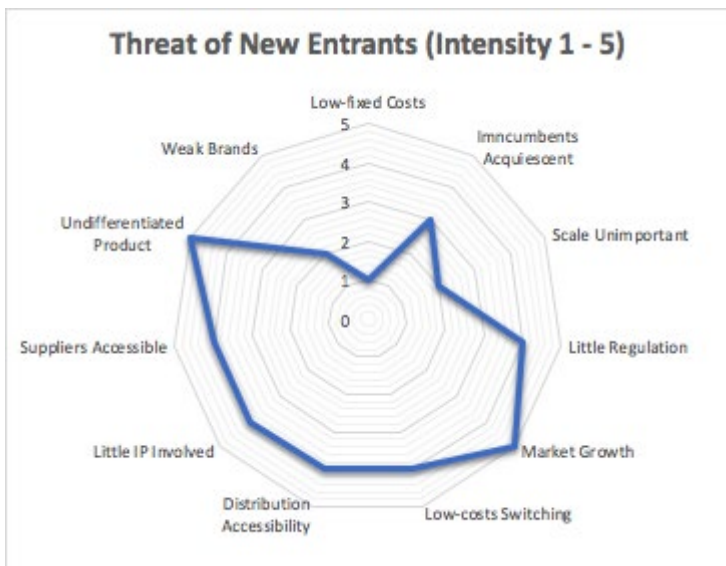 Threat of New Entrants (Intensity 1 - 5)
Low-fixed Costs
Imncumbents
Acquiescent
Scale Unimportant
Little Regulation
Market Growth
Low-costs Switching
Distribution
Accessibility
Little IP Involved
Suppliers Accessible
Undifferentiated
Product
Weak Brands
5
4
3
2
1
0